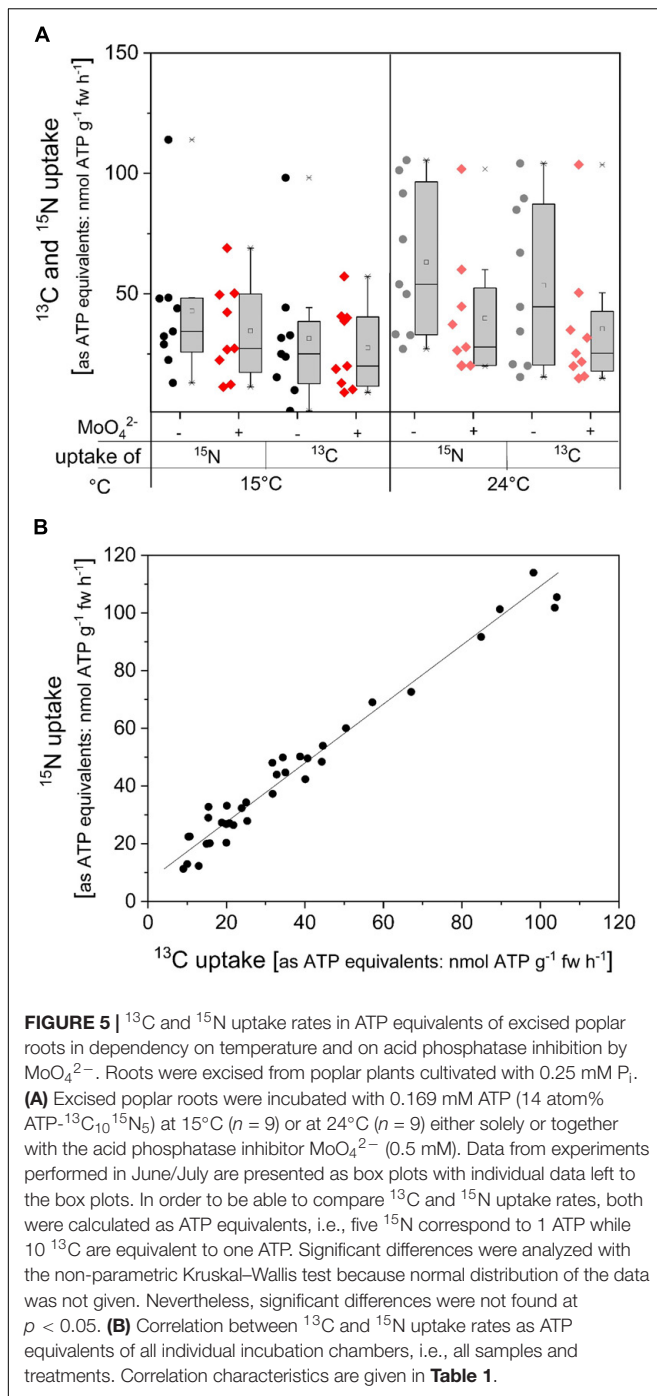 A
150
100
50
¹³C and ¹⁵N uptake
[as ATP equivalents: nmol ATP g⁻¹ fw h⁻¹]
MoO₄²⁻ - + - + - + - +
uptake of ¹⁵N ¹³C ¹⁵N ¹³C
°C 15°C 24°C
B
120
100
80
60
40
20
0
¹⁵N uptake
[as ATP equivalents: nmol ATP g⁻¹ fw h⁻¹]
0 20 40 60 80 100 120
¹³C uptake [as ATP equivalents: nmol ATP g⁻¹ fw h⁻¹]
FIGURE 5 | ¹³C and ¹⁵N uptake rates in ATP equivalents of excised poplar
roots in dependency on temperature and on acid phosphatase inhibition by
MoO₄²⁻. Roots were excised from poplar plants cultivated with 0.25 mM Pᵢ.
(A) Excised poplar roots were incubated with 0.169 mM ATP (14 atom%
ATP-¹³C₁₀¹⁵N₅) at 15°C (n = 9) or at 24°C (n = 9) either solely or together
with the acid phosphatase inhibitor MoO₄²⁻ (0.5 mM). Data from experiments
performed in June/July are presented as box plots with individual data left to
the box plots. In order to be able to compare ¹³C and ¹⁵N uptake rates, both
were calculated as ATP equivalents, i.e., five ¹⁵N correspond to 1 ATP while
10 ¹³C are equivalent to one ATP. Significant differences were analyzed with
the non-parametric Kruskal–Wallis test because normal distribution of the data
was not given. Nevertheless, significant differences were not found at
p < 0.05. (B) Correlation between ¹³C and ¹⁵N uptake rates as ATP
equivalents of all individual incubation chambers, i.e., all samples and
treatments. Correlation characteristics are given in Table 1.